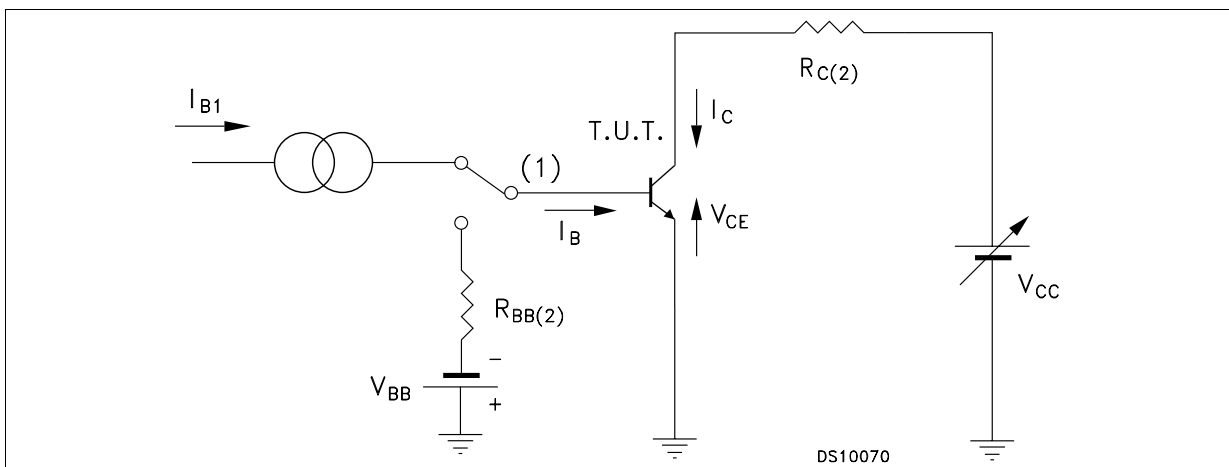 R_C(2)
I_B1
I_C
T.U.T.
(1)
I_B
V_CE
R_BB(2)
V_CC
V_BB
−
+
DS10070